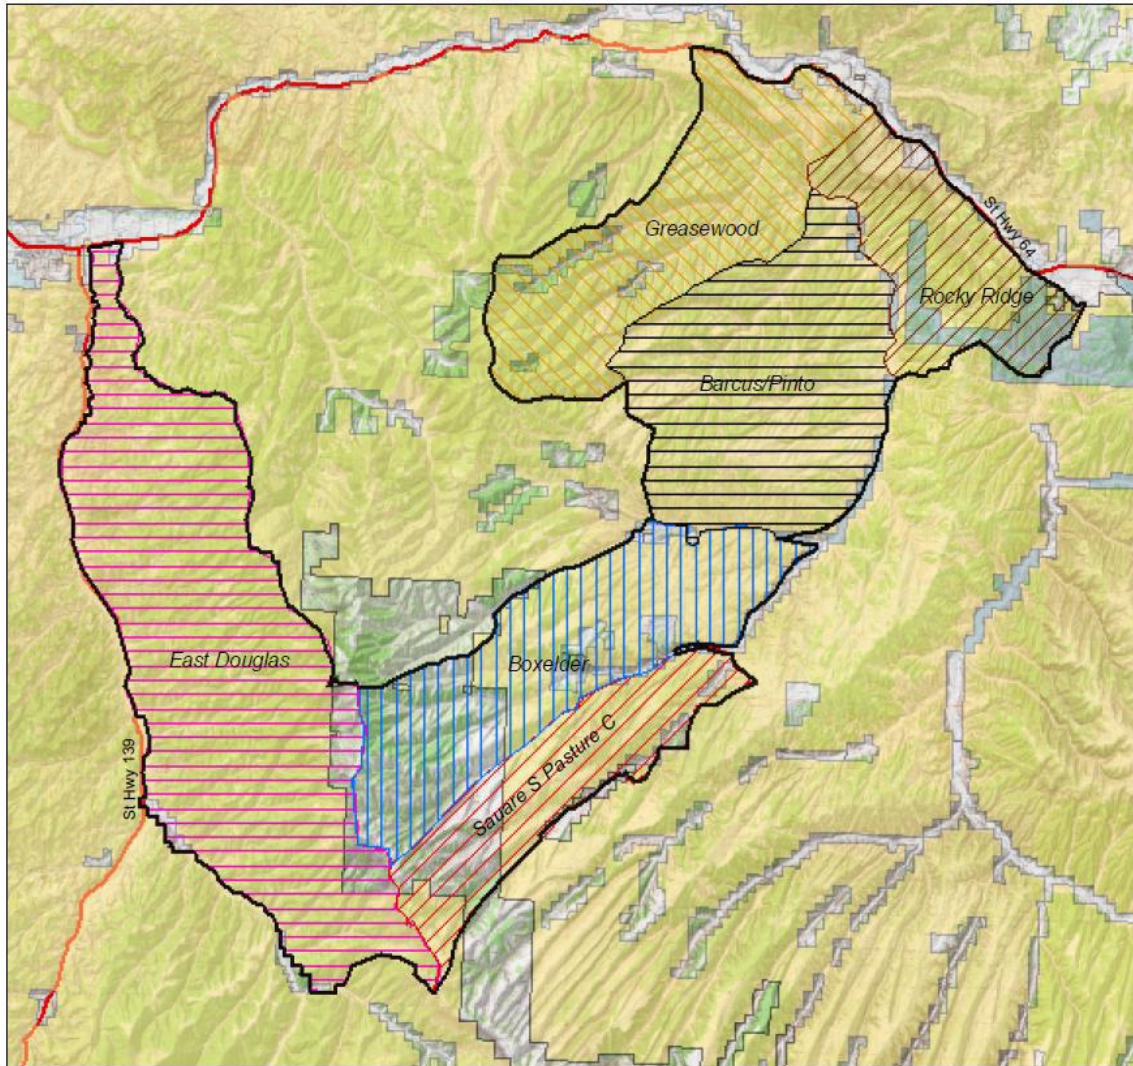 Greasewood
St Hwy 64
Rocky Ridge
Barcus/Pinto
East Douglas
Boxelder
Square S Pasture C
St Hwy 139